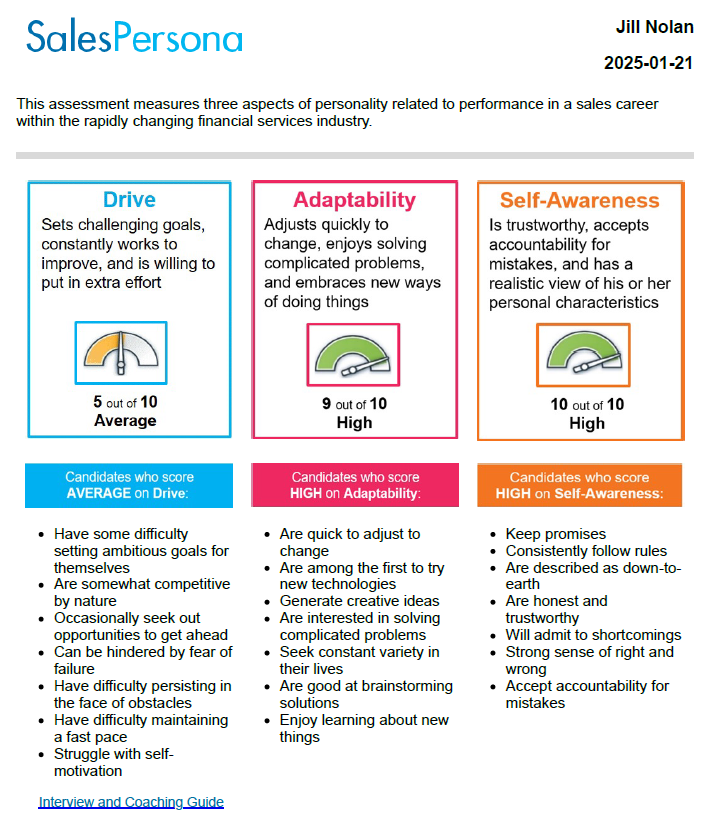 SalesPersona
Jill Nolan
2025-01-21
This assessment measures three aspects of personality related to performance in a sales career
within the rapidly changing financial services industry.
Drive
Sets challenging goals,
constantly works to
improve, and is willing to
put in extra effort
5 out of 10
Average
Adaptability
Adjusts quickly to
change, enjoys solving
complicated problems,
and embraces new ways
of doing things
9 out of 10
High
Self-Awareness
Is trustworthy, accepts
accountability for
mistakes, and has a
realistic view of his or her
personal characteristics
10 out of 10
High
Candidates who score
AVERAGE on Drive:
• Have some difficulty
setting ambitious goals for
themselves
• Are somewhat competitive
by nature
• Occasionally seek out
opportunities to get ahead
• Can be hindered by fear of
failure
• Have difficulty persisting in
the face of obstacles
• Have difficulty maintaining
a fast pace
• Struggle with self-
motivation
Candidates who score
HIGH on Adaptability:
• Are quick to adjust to
change
• Are among the first to try
new technologies
• Generate creative ideas
• Are interested in solving
complicated problems
• Seek constant variety in
their lives
• Are good at brainstorming
solutions
• Enjoy learning about new
things
Candidates who score
HIGH on Self-Awareness:
• Keep promises
• Consistently follow rules
• Are described as down-to-
earth
• Are honest and
trustworthy
• Will admit to shortcomings
• Strong sense of right and
wrong
• Accept accountability for
mistakes
Interview and Coaching Guide